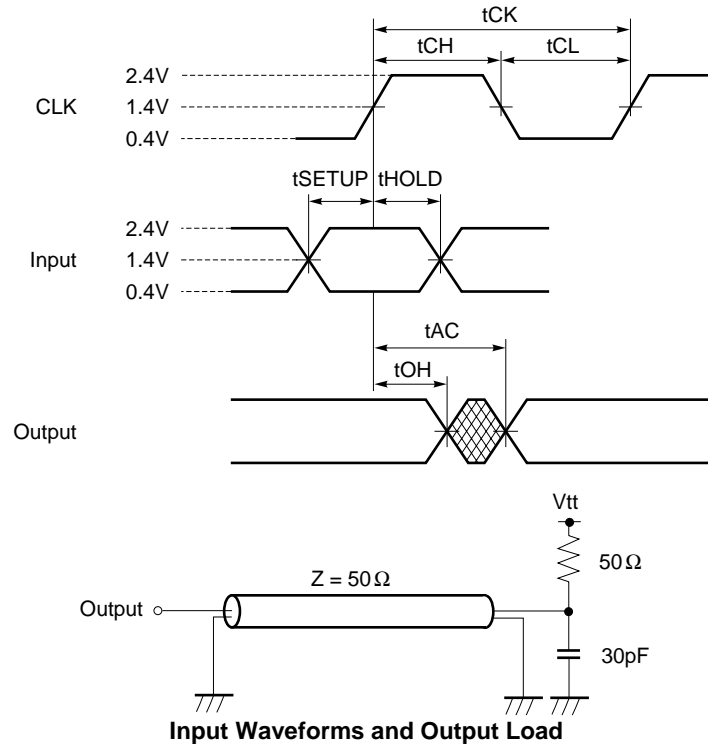 tCK
tCH tCL
2.4V
CLK 1.4V
0.4V
tSETUP tHOLD
2.4V
Input 1.4V
0.4V
tAC
tOH
Output
Vtt
50Ω
Z = 50Ω
Output
30pF
Input Waveforms and Output Load